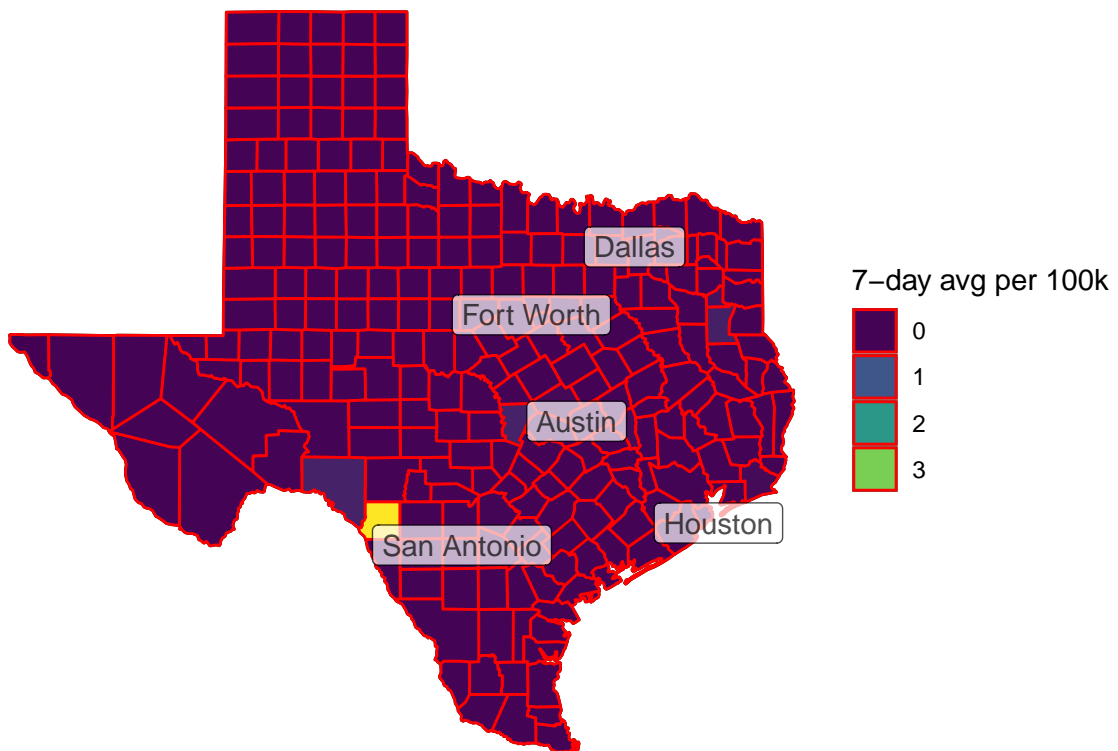 Dallas
Fort Worth
Austin
Houston
San Antonio
7−day avg per 100k
0
1
2
3